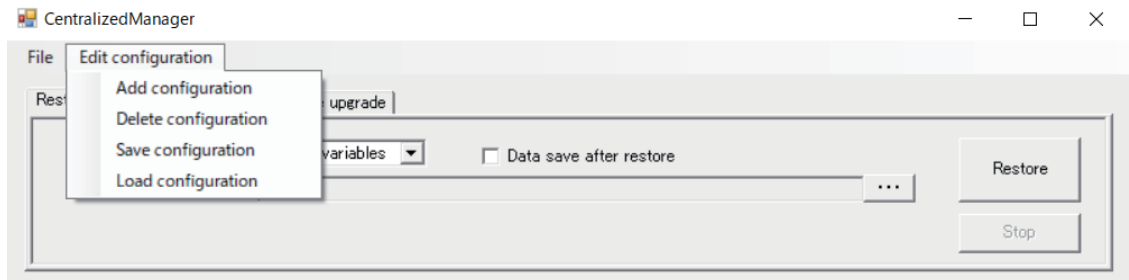 CentralizedManager
File Edit configuration
Add configuration
Delete configuration
Save configuration
Load configuration
upgrade
variables
Data save after restore
...
Restore
Stop